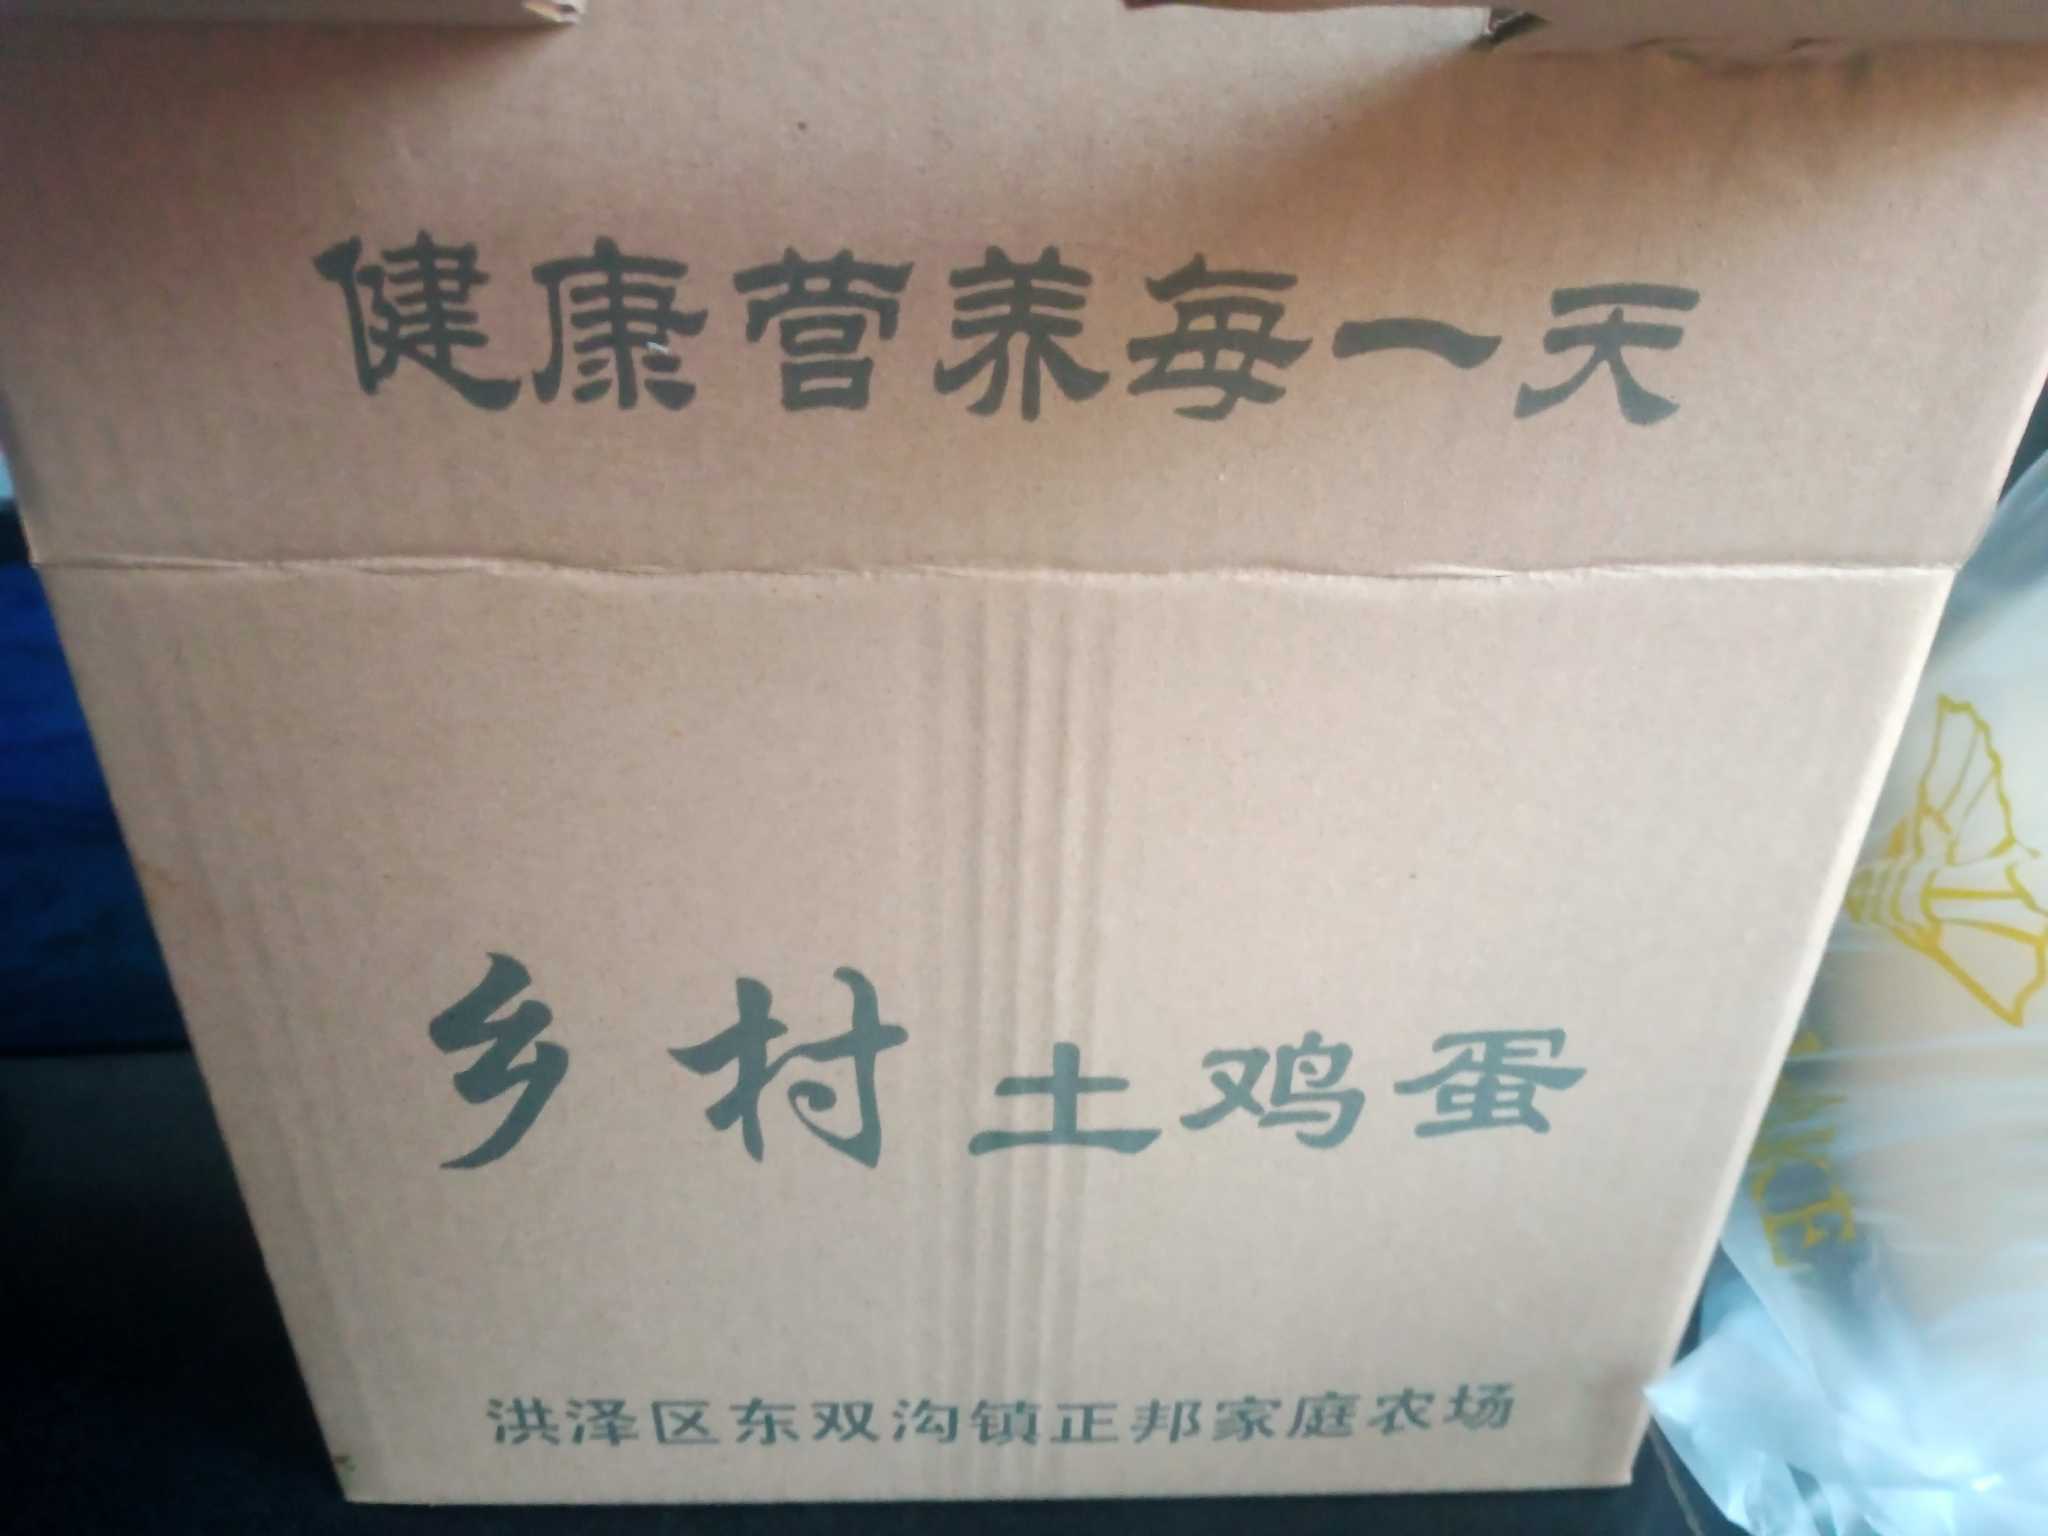 健康营养每一天
乡村土鸡蛋
洪泽区东双沟镇正邦家庭农场